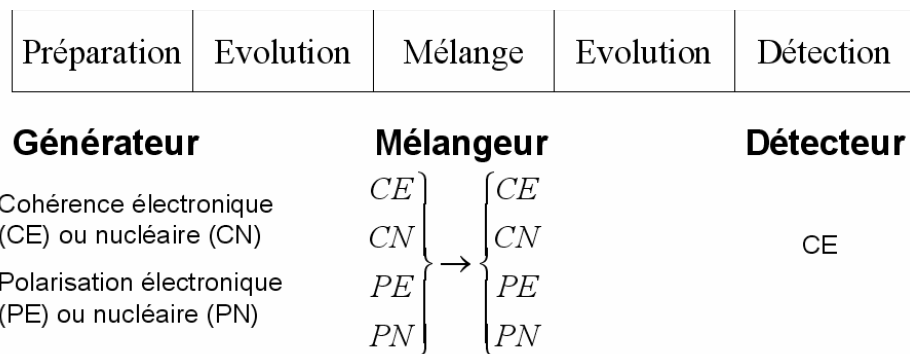 Préparation Evolution Mélange Evolution Détection
Générateur Mélangeur Détecteur
Cohérence électronique
(CE) ou nucléaire (CN)
Polarisation électronique
(PE) ou nucléaire (PN)
CE CE
CN CN
→
PE PE
PN PN
CE